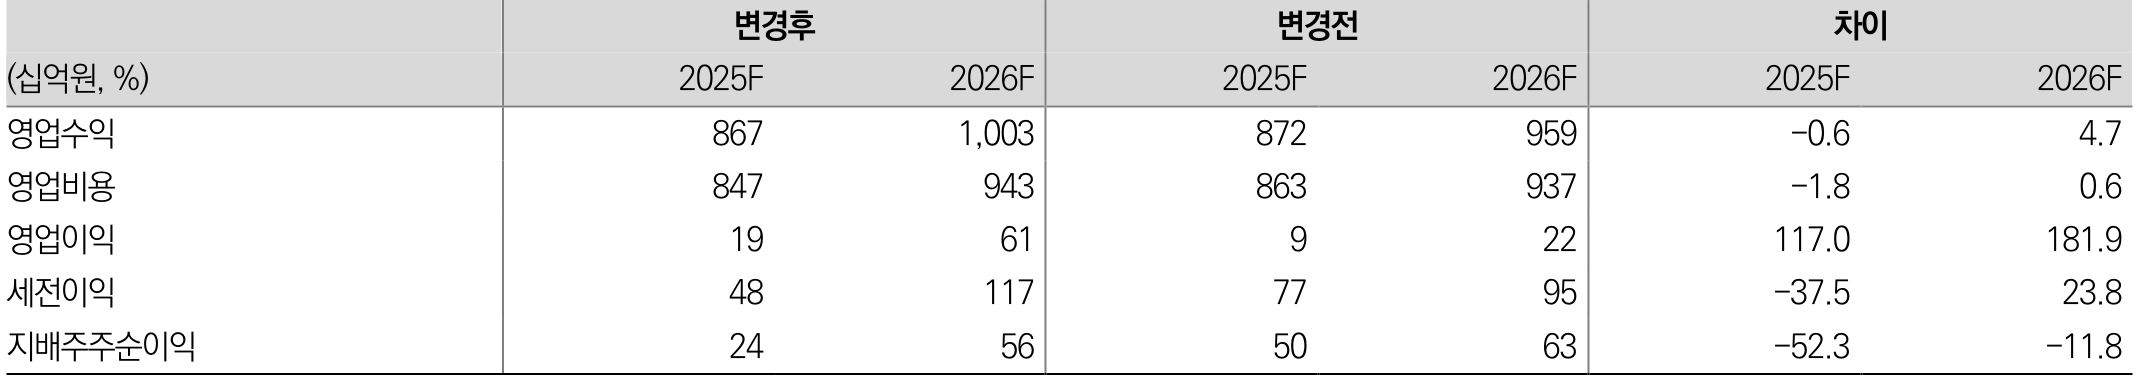 변경후 변경전 차이
(십억원, %) 2025F 2026F 2025F 2026F 2025F 2026F
영업수익 867 1,003 872 959 -0.6 4.7
영업비용 847 943 863 937 -1.8 0.6
영업이익 19 61 9 22 117.0 181.9
세전이익 48 117 77 95 -37.5 23.8
지배주주순이익 24 56 50 63 -52.3 -11.8